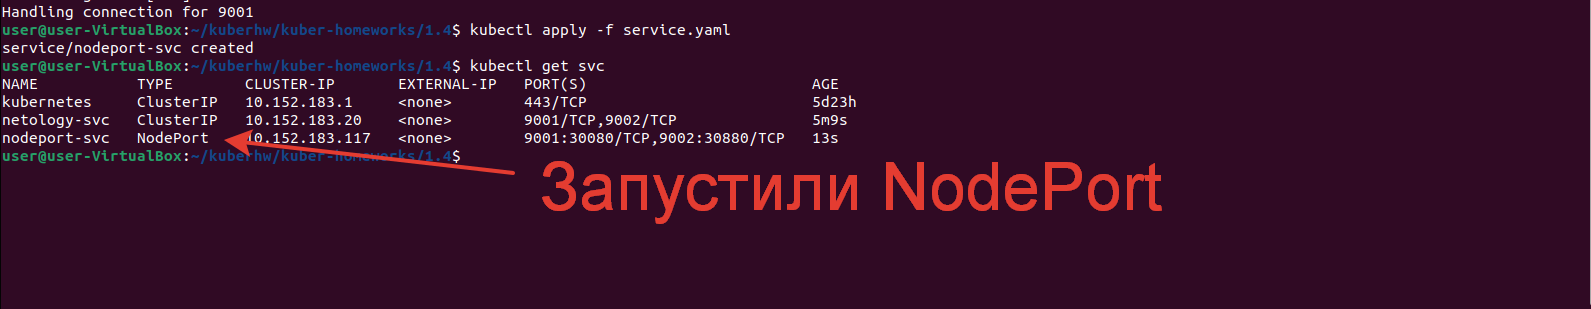 Handling connection for 9001
user@user-VirtualBox:~/kuberhw/kuber-homeworks/1.4$ kubectl apply -f service.yaml
service/nodeport-svc created
user@user-VirtualBox:~/kuberhw/kuber-homeworks/1.4$ kubectl get svc
NAME TYPE CLUSTER-IP EXTERNAL-IP PORT(S) AGE
kubernetes ClusterIP 10.152.183.1 <none> 443/TCP 5d23h
netology-svc ClusterIP 10.152.183.20 <none> 9001/TCP,9002/TCP 5m9s
nodeport-svc NodePort 10.152.183.117 <none> 9001:30080/TCP,9002:30880/TCP 13s
user@user-VirtualBox:~/kuberhw/kuber-homeworks/1.4$
Запустили NodePort